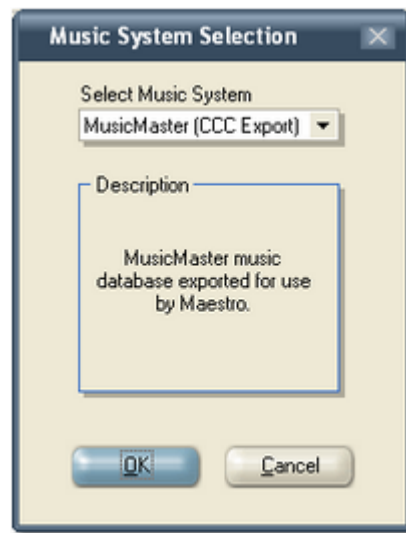 Music System Selection
Select Music System
MusicMaster (CCC Export)
Description
MusicMaster music
database exported for use
by Maestro.
OK
Cancel